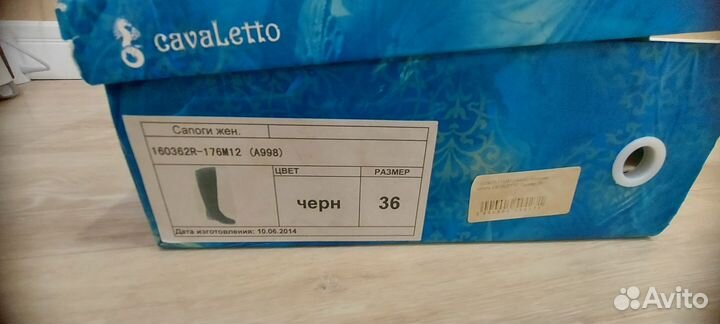 cavaLetto
Сапоги жен.
160362R-176M12 (A998)
ЦВЕТ
РАЗМЕР
черн
36
Дата изготовления: 10.06.2014
Avito